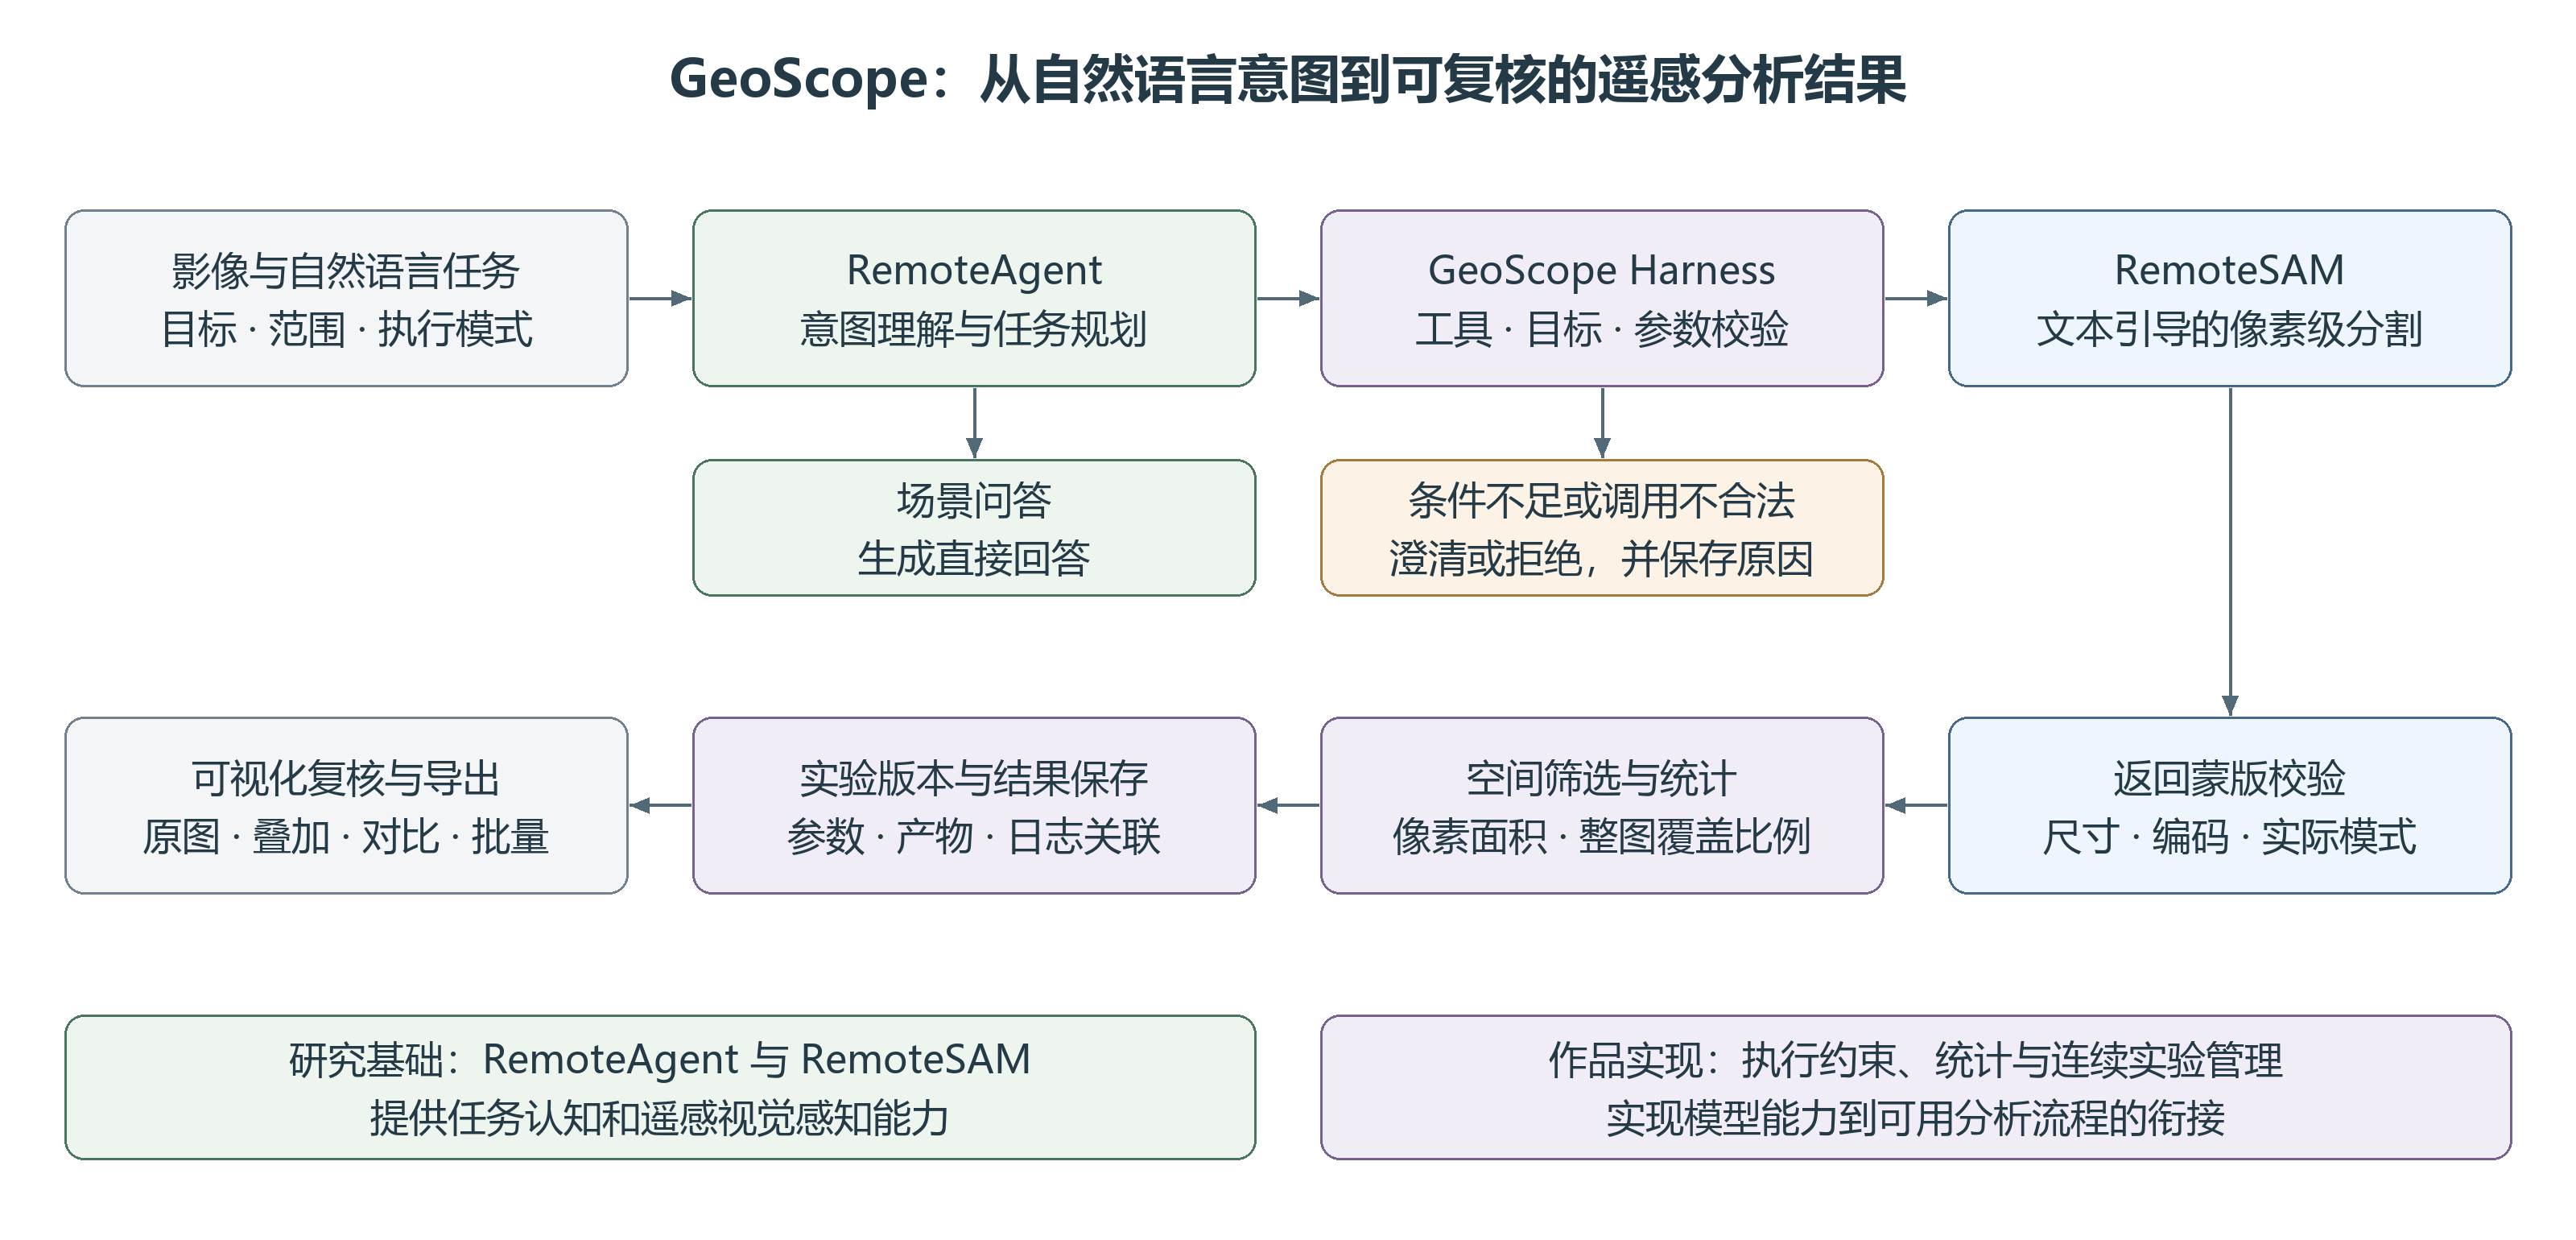 GeoScope：从自然语言意图到可复核的遥感分析结果
影像与自然语言任务
目标 · 范围 · 执行模式
RemoteAgent
意图理解与任务规划
GeoScope Harness
工具 · 目标 · 参数校验
RemoteSAM
文本引导的像素级分割
场景问答
生成直接回答
条件不足或调用不合法
澄清或拒绝，并保存原因
可视化复核与导出
原图 · 叠加 · 对比 · 批量
实验版本与结果保存
参数 · 产物 · 日志关联
空间筛选与统计
像素面积 · 整图覆盖比例
返回蒙版校验
尺寸 · 编码 · 实际模式
研究基础：RemoteAgent 与 RemoteSAM
提供任务认知和遥感视觉感知能力
作品实现：执行约束、统计与连续实验管理
实现模型能力到可用分析流程的衔接